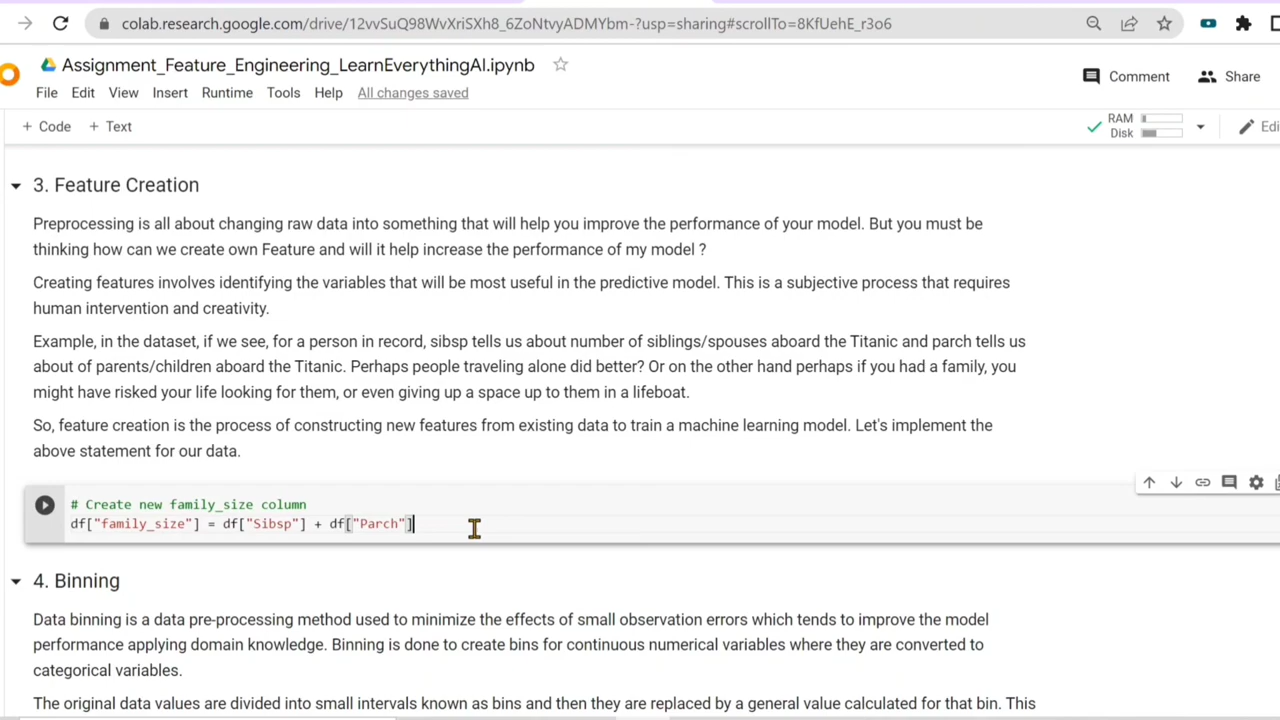 colab.research.google.com/drive/12vvSuQ98WvXriSXh8_6ZoNtvyADMYbm-?usp=sharing#scrollTo=8KfUehE_r3o6
Assignment_Feature_Engineering_LearnEverythingAI.ipynb
Comment
Share
File Edit View Insert Runtime Tools Help All changes saved
+ Code + Text
RAM
Disk
Edi
3. Feature Creation
Preprocessing is all about changing raw data into something that will help you improve the performance of your model. But you must be
thinking how can we create own Feature and will it help increase the performance of my model ?
Creating features involves identifying the variables that will be most useful in the predictive model. This is a subjective process that requires
human intervention and creativity.
Example, in the dataset, if we see, for a person in record, sibsp tells us about number of siblings/spouses aboard the Titanic and parch tells us
about of parents/children aboard the Titanic. Perhaps people traveling alone did better? Or on the other hand perhaps if you had a family, you
might have risked your life looking for them, or even giving up a space up to them in a lifeboat.
So, feature creation is the process of constructing new features from existing data to train a machine learning model. Let's implement the
above statement for our data.
# Create new family_size column
df["family_size"] = df["Sibsp"] + df["Parch"]
4. Binning
Data binning is a data pre-processing method used to minimize the effects of small observation errors which tends to improve the model
performance applying domain knowledge. Binning is done to create bins for continuous numerical variables where they are converted to
categorical variables.
The original data values are divided into small intervals known as bins and then they are replaced by a general value calculated for that bin. This